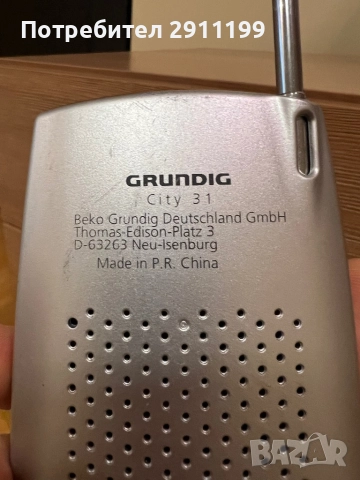 Потребител 2911199
GRUNDIG
City 31
Beko Grundig Deutschland GmbH
Thomas-Edison-Platz 3
D-63263 Neu-Isenburg
Made in P.R. China
BAZAR